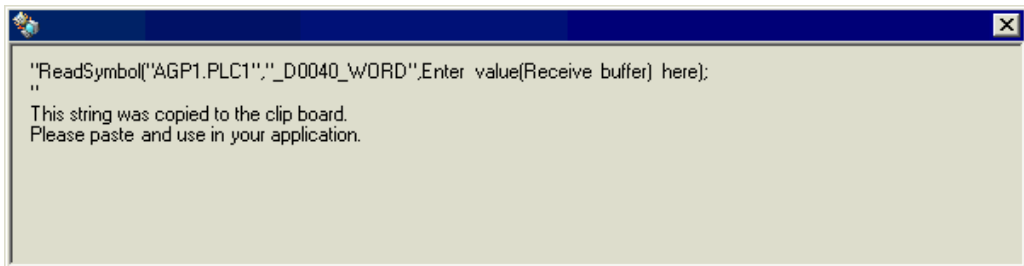 "ReadSymbol("AGP1.PLC1","_D0040_WORD",Enter value(Receive buffer) here);
"
This string was copied to the clip board.
Please paste and use in your application.